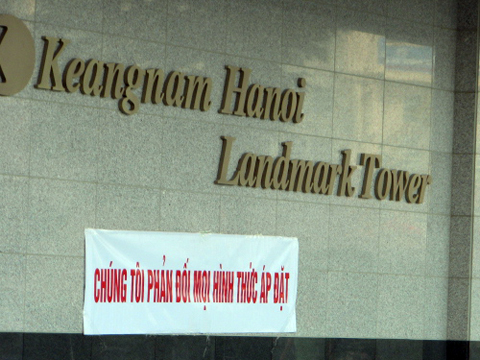 Keangnam Hanoi
Landmark Tower
CHÚNG TÔI PHẢN ĐỐI MỌI HÌNH THỨC ÁP ĐẶT